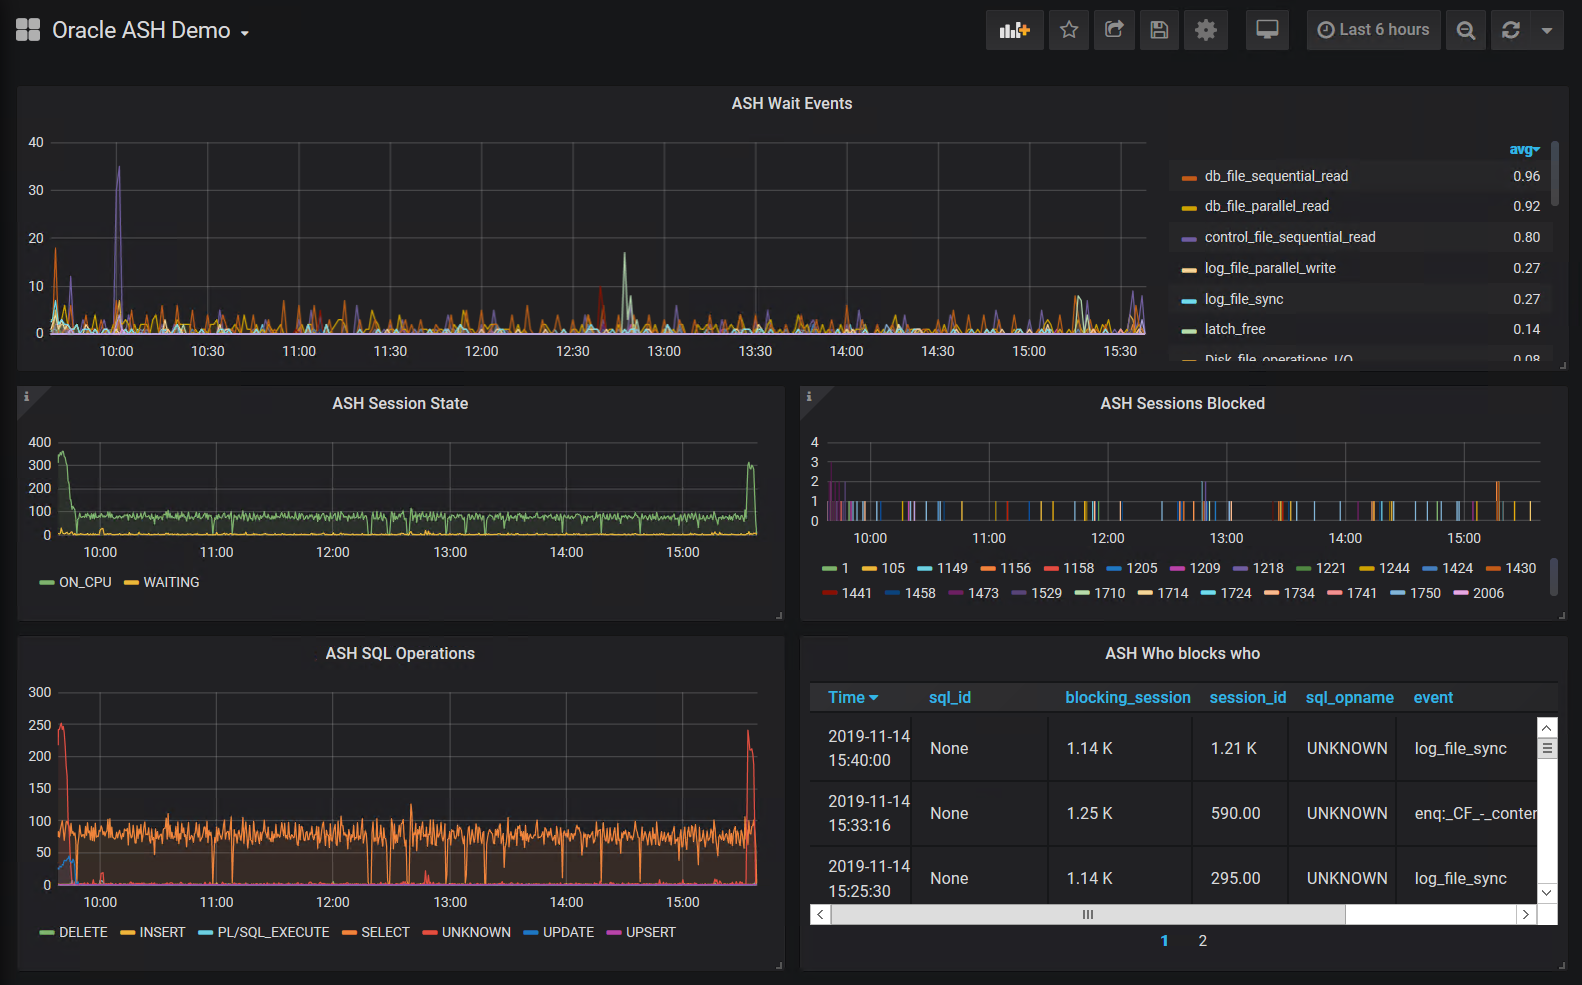 Oracle ASH Demo
Last 6 hours
ASH Wait Events
40
30
20
10
0
10:00 10:30 11:00 11:30 12:00 12:30 13:00 13:30 14:00 14:30 15:00 15:30
avg
db_file_sequential_read 0.96
db_file_parallel_read 0.92
control_file_sequential_read 0.80
log_file_parallel_write 0.27
log_file_sync 0.27
latch_free 0.14
Disk_file_operations_I/O 0.08
ASH Session State
400
300
200
100
0
10:00 11:00 12:00 13:00 14:00 15:00
ON_CPU WAITING
ASH Sessions Blocked
4
3
2
1
0
10:00 11:00 12:00 13:00 14:00 15:00
1 105 1149 1156 1158 1205 1209 1218 1221 1244 1424 1430
1441 1458 1473 1529 1710 1714 1724 1734 1741 1750 2006
ASH SQL Operations
300
250
200
150
100
50
0
10:00 11:00 12:00 13:00 14:00 15:00
DELETE INSERT PL/SQL_EXECUTE SELECT UNKNOWN UPDATE UPSERT
ASH Who blocks who
Time sql_id blocking_session session_id sql_opname event
2019-11-14
15:40:00 None 1.14 K 1.21 K UNKNOWN log_file_sync
2019-11-14
15:33:16 None 1.25 K 590.00 UNKNOWN enq:_CF_-_conter
2019-11-14
15:25:30 None 1.14 K 295.00 UNKNOWN log_file_sync
1 2